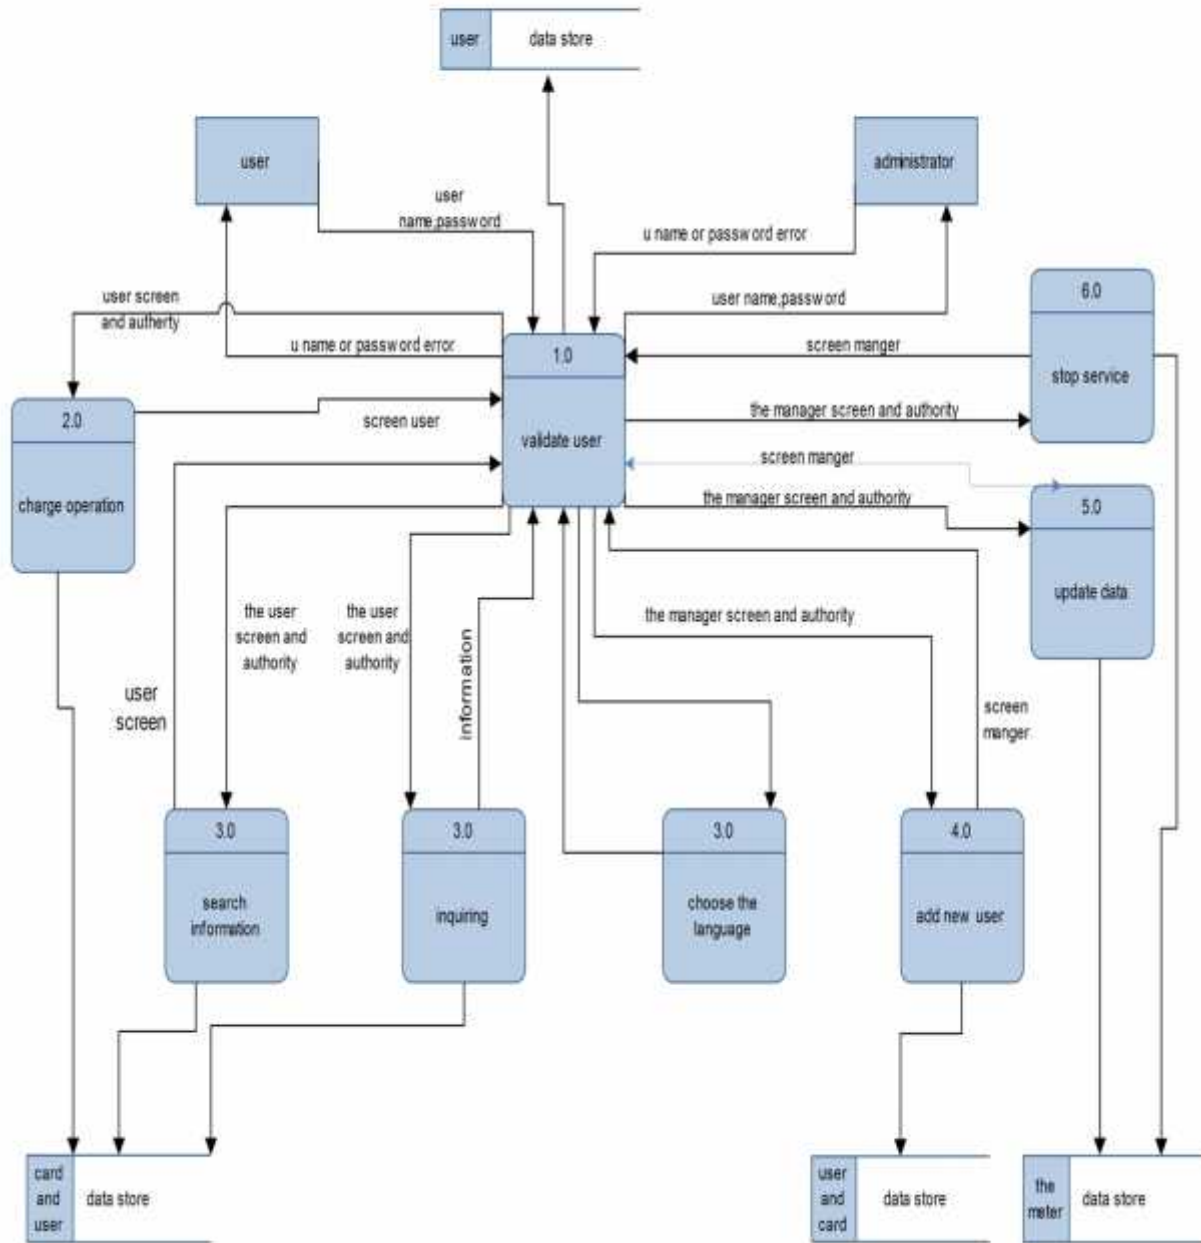 user
data store
user
administrator
user
name;password
u name or password error
user screen
and autherty
user name;password
6.0
u name or password error
1.0
screen manger
stop service
2.0
the manager screen and authority
screen user
validate user
screen manger
charge operation
the manager screen and authority
5.0
update data
the user
screen and
authority
the user
screen and
authority
the manager screen and authority
information
user
screen
screen
manger
3.0
3.0
3.0
4.0
search
information
inquiring
choose the
language
add new user
card
and
user
data store
user
and
card
data store
the
meter
data store